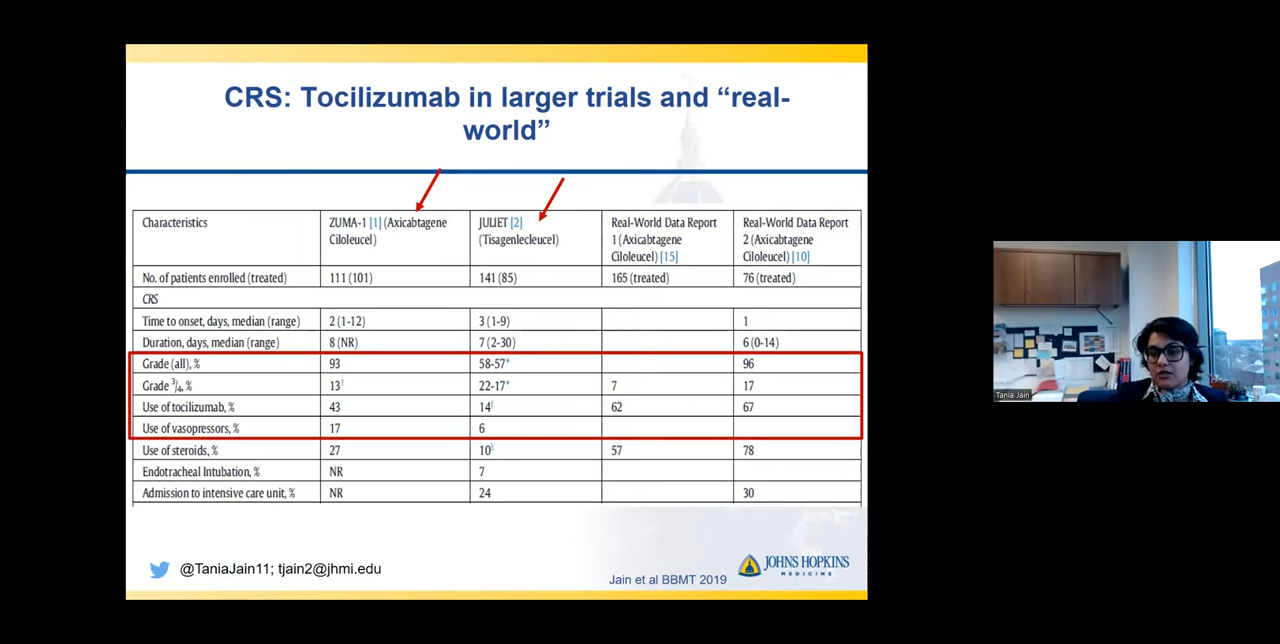 CRS: Tocilizumab in larger trials and “real-
world”
Characteristics
ZUMA-1 [1] (Axicabtagene
Ciloleucel)
JULIET [2]
(Tisagenlecleucel)
Real-World Data Report
1 (Axicabtagene
Ciloleucel) [15]
Real-World Data Report
2 (Axicabtagene
Ciloleucel) [10]
No. of patients enrolled (treated) 111 (101) 141 (85) 165 (treated) 76 (treated)
CRS
Time to onset, days, median (range) 2 (1-12) 3 (1-9) 1
Duration, days, median (range) 8 (NR) 7 (2-30) 6 (0-14)
Grade (all), % 93 58-57* 96
Grade ³/₄, % 13† 22-17* 7 17
Use of tocilizumab, % 43 14‡ 62 67
Use of vasopressors, % 17 6
Use of steroids, % 27 10§ 57 78
Endotracheal Intubation, % NR 7
Admission to intensive care unit, % NR 24 30
@TaniaJain11; tjain2@jhmi.edu
Jain et al BBMT 2019
JOHNS HOPKINS
MEDICINE
Tania Jain